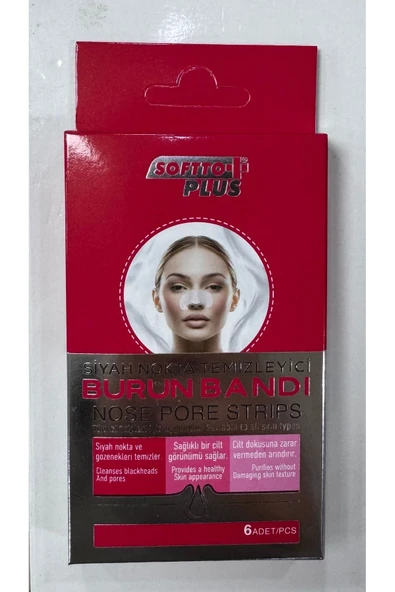 SOFTTO
PLUS
SİYAH NOKTA TEMİZLEYİCİ
BURUN BANDI
NOSE PORE STRIPS
Siyah nokta ve
gözenekleri temizler.
Cleanses blackheads
And pores
Sağlıklı bir cilt
görünümü sağlar.
Provides a healthy
Skin appearance
Cilt dokusuna zarar
vermeden arındırır.
Purifies without
Damaging skin texture
6 ADET/PCS